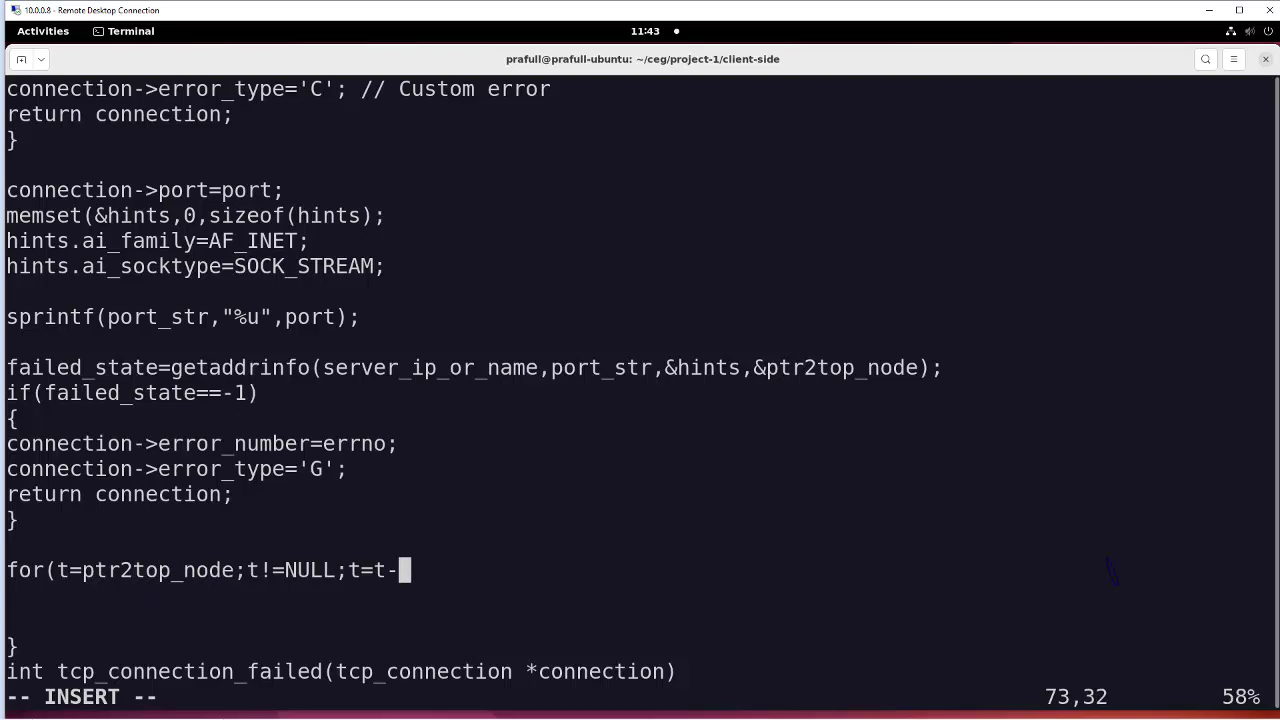 10.0.0.8 - Remote Desktop Connection
Activities Terminal 11:43
prafull@prafull-ubuntu: ~/ceg/project-1/client-side
connection->error_type='C'; // Custom error
return connection;
}
connection->port=port;
memset(&hints,0,sizeof(hints);
hints.ai_family=AF_INET;
hints.ai_socktype=SOCK_STREAM;
sprintf(port_str,"%u",port);
failed_state=getaddrinfo(server_ip_or_name,port_str,&hints,&ptr2top_node);
if(failed_state==-1)
{
connection->error_number=errno;
connection->error_type='G';
return connection;
}
for(t=ptr2top_node;t!=NULL;t=t-
}
int tcp_connection_failed(tcp_connection *connection)
-- INSERT -- 73,32 58%